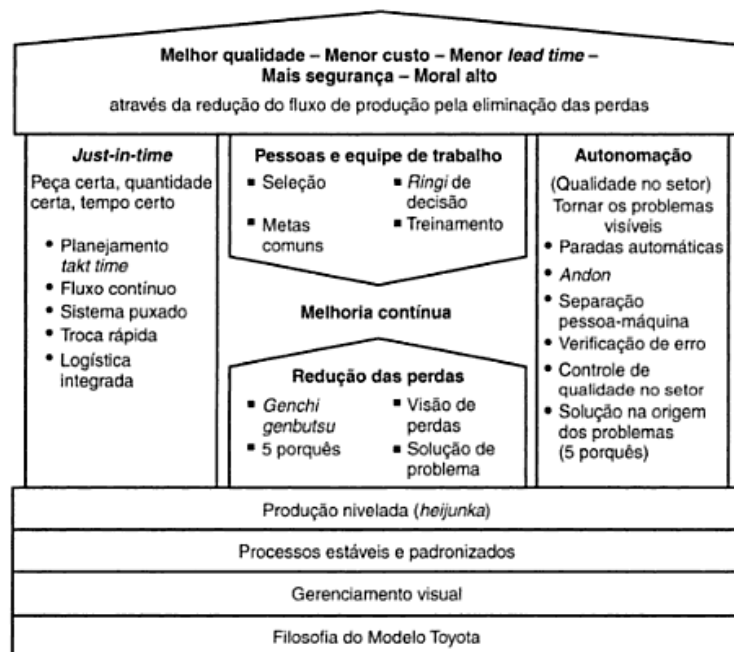 Melhor qualidade – Menor custo – Menor lead time –
Mais segurança – Moral alto
através da redução do fluxo de produção pela eliminação das perdas
Just-in-time
Peça certa, quantidade
certa, tempo certo
• Planejamento
takt time
• Fluxo contínuo
• Sistema puxado
• Troca rápida
• Logística
integrada
Pessoas e equipe de trabalho
▪ Seleção
▪ Metas
comuns
▪ Ringi de
decisão
▪ Treinamento
Melhoria contínua
Redução das perdas
▪ Genchi
genbutsu
▪ 5 porquês
▪ Visão de
perdas
▪ Solução de
problema
Autonomação
(Qualidade no setor)
Tornar os problemas
visíveis
• Paradas automáticas
• Andon
• Separação
pessoa-máquina
• Verificação de erro
• Controle de
qualidade no setor
• Solução na origem
dos problemas
(5 porquês)
Produção nivelada (heijunka)
Processos estáveis e padronizados
Gerenciamento visual
Filosofia do Modelo Toyota